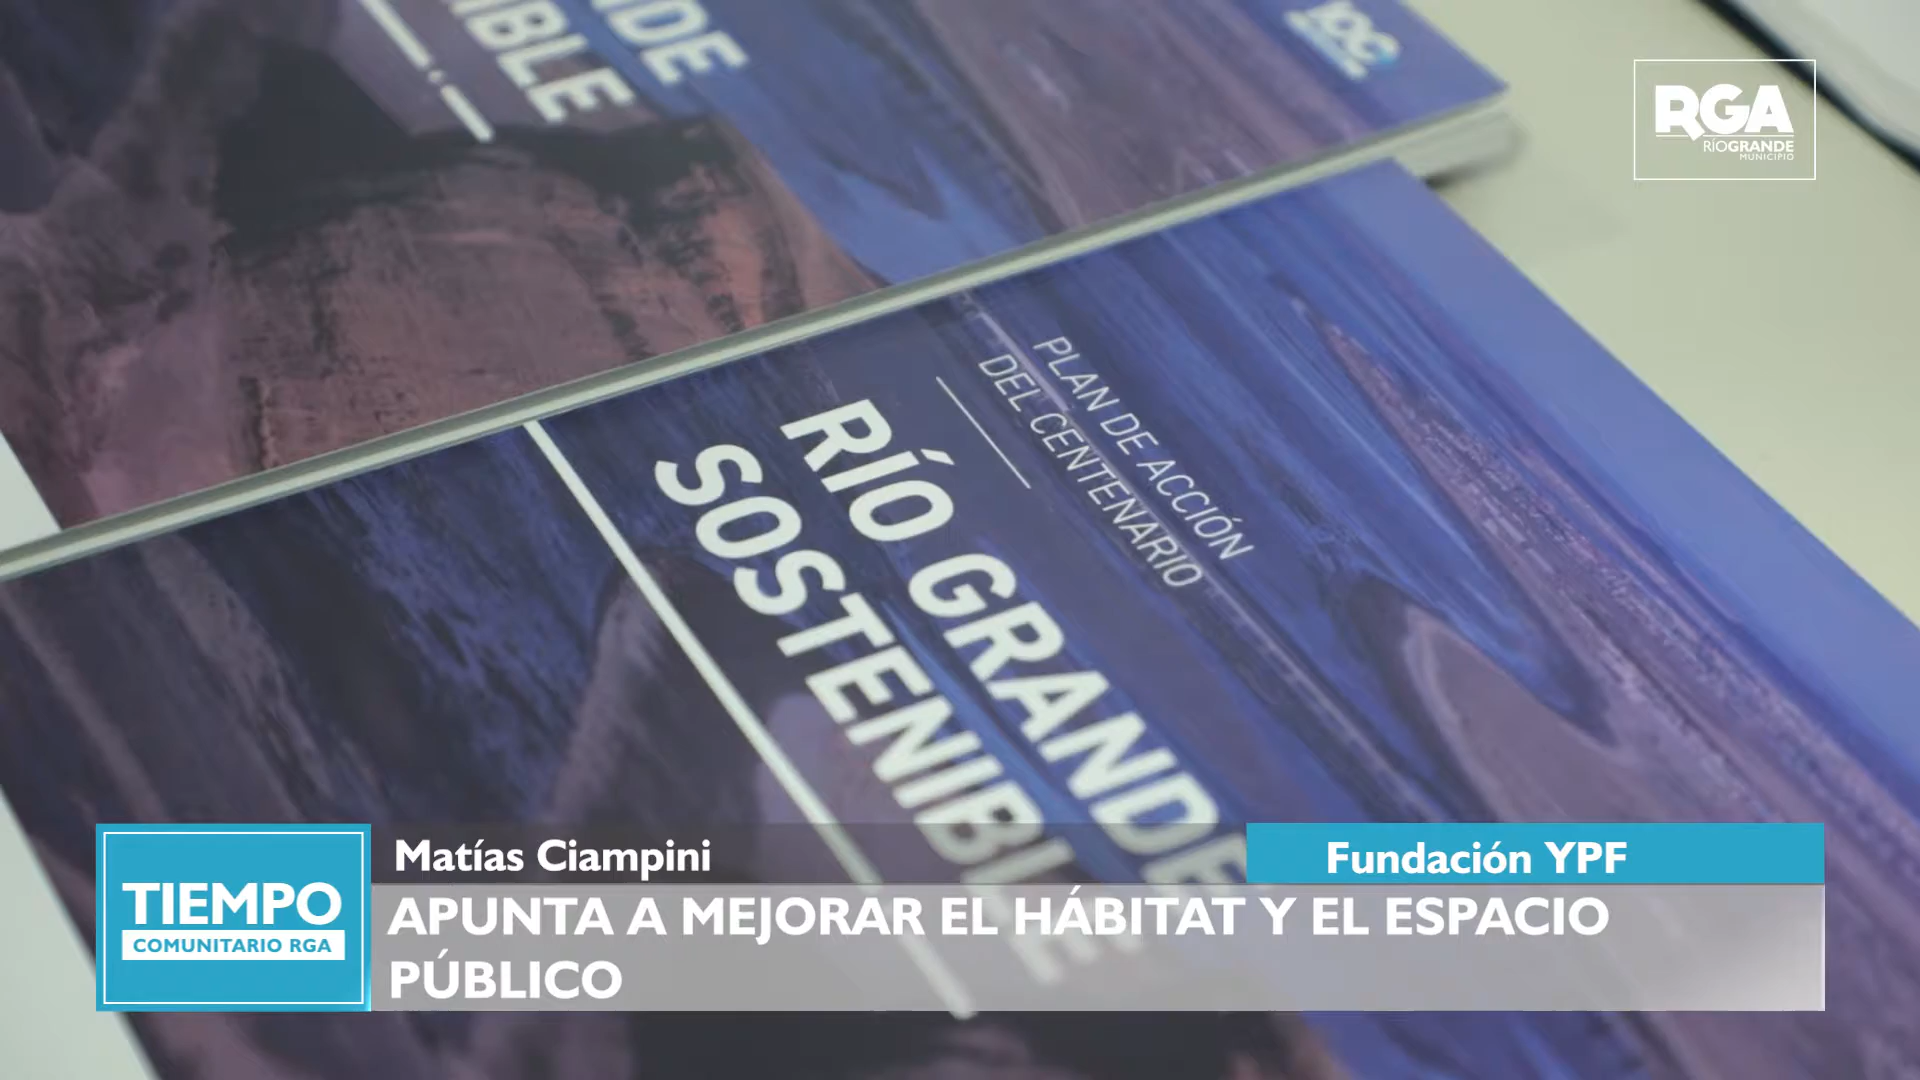 RGA
RÍOGRANDE
MUNICIPIO
PLAN DE ACCIÓN
DEL CENTENARIO
RÍO GRANDE
SOSTENIBLE
Matías Ciampini
Fundación YPF
TIEMPO
COMUNITARIO RGA
APUNTA A MEJORAR EL HÁBITAT Y EL ESPACIO
PÚBLICO